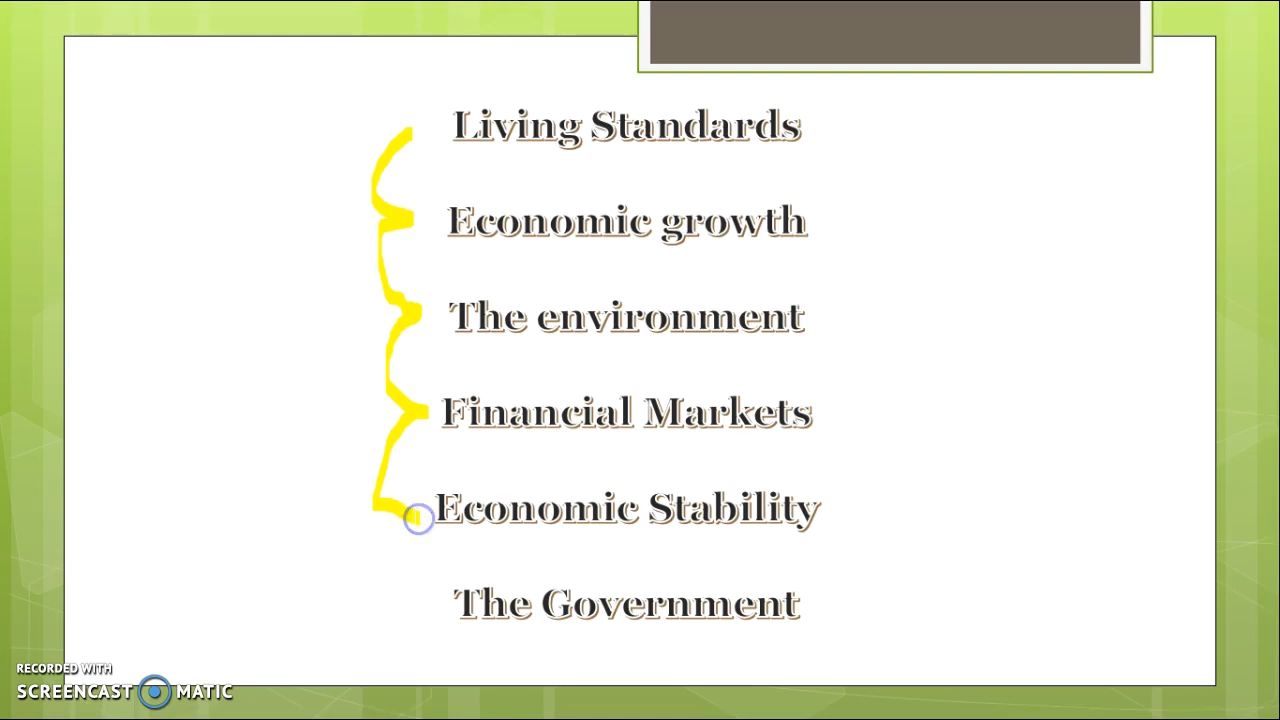 Living Standards
Economic growth
The environment
Financial Markets
Economic Stability
The Government
RECORDED WITH
SCREENCAST MATIC